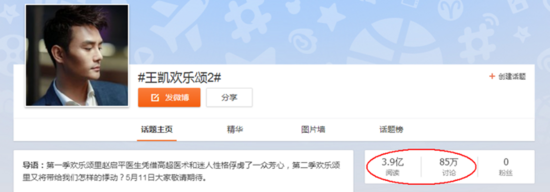 #王凯欢乐颂2#
+ 创建话题
发微博
分享
话题主页
精华
图片墙
话题榜
导语：第一季欢乐颂里赵启平医生凭借高超医术和迷人性格俘虏了一众芳心，第二季欢乐颂
里又将带给我们怎样的悸动？5月11日大家敬请期待。
3.9亿
阅读
85万
讨论
0
粉丝